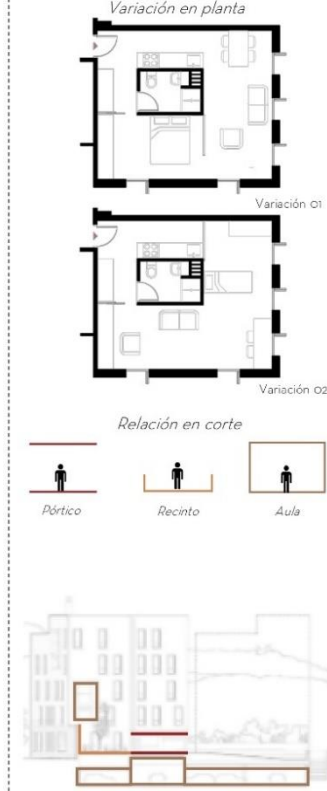 Variación en planta
Variación 01
Variación 02
Relación en corte
Pórtico
Recinto
Aula